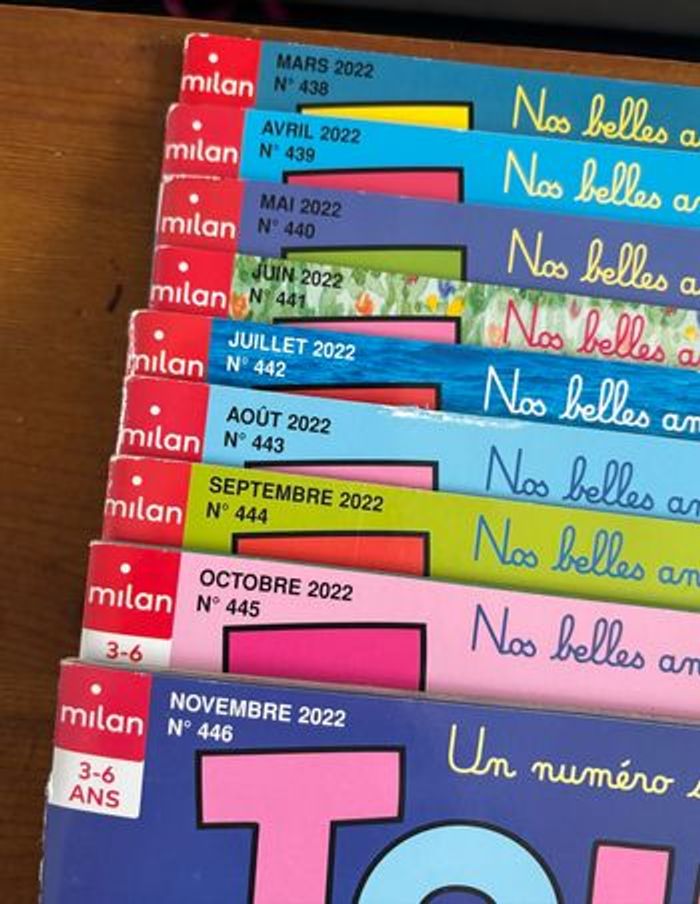 milan
MARS 2022
N° 438
Nos belles
milan
AVRIL 2022
N° 439
Nos belles
milan
MAI 2022
N° 440
Nos belles
milan
JUIN 2022
N° 441
Nos belles
milan
JUILLET 2022
N° 442
Nos belles
milan
AOÛT 2022
N° 443
Nos belles
milan
SEPTEMBRE 2022
N° 444
Nos belles
milan
3-6
OCTOBRE 2022
N° 445
Nos belles
milan
3-6
ANS
NOVEMBRE 2022
N° 446
Un numéro